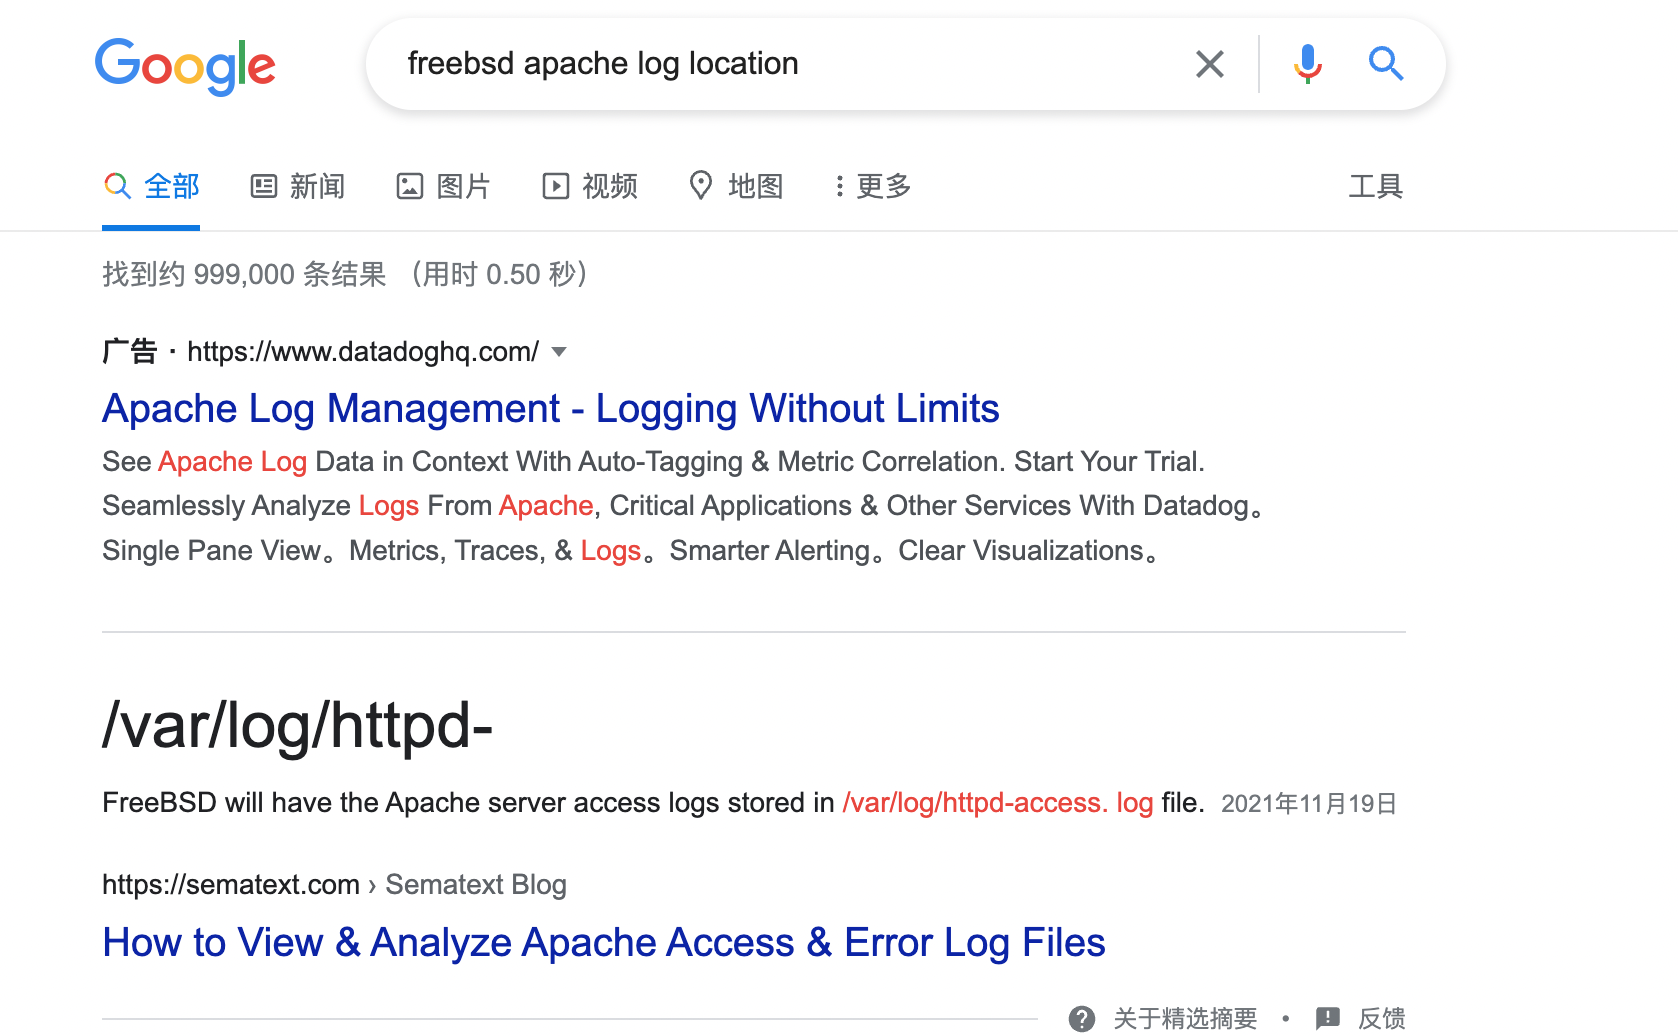 Google
freebsd apache log location
全部 新闻 图片 视频 地图 更多 工具
找到约 999,000 条结果 （用时 0.50 秒）
广告 · https://www.datadoghq.com/
Apache Log Management - Logging Without Limits
See Apache Log Data in Context With Auto-Tagging & Metric Correlation. Start Your Trial.
Seamlessly Analyze Logs From Apache, Critical Applications & Other Services With Datadog。
Single Pane View。Metrics, Traces, & Logs。Smarter Alerting。Clear Visualizations。
/var/log/httpd-
FreeBSD will have the Apache server access logs stored in /var/log/httpd-access. log file. 2021年11月19日
https://sematext.com › Sematext Blog
How to View & Analyze Apache Access & Error Log Files
关于精选摘要 • 反馈